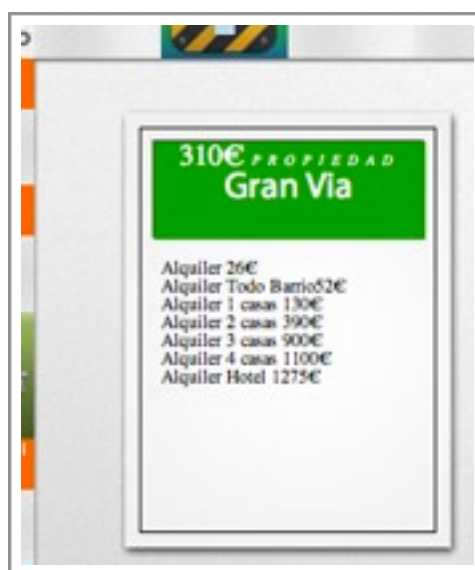 310€ PROPIEDAD
Gran Via
Alquiler 26€
Alquiler Todo Barrio52€
Alquiler 1 casas 130€
Alquiler 2 casas 390€
Alquiler 3 casas 900€
Alquiler 4 casas 1100€
Alquiler Hotel 1275€